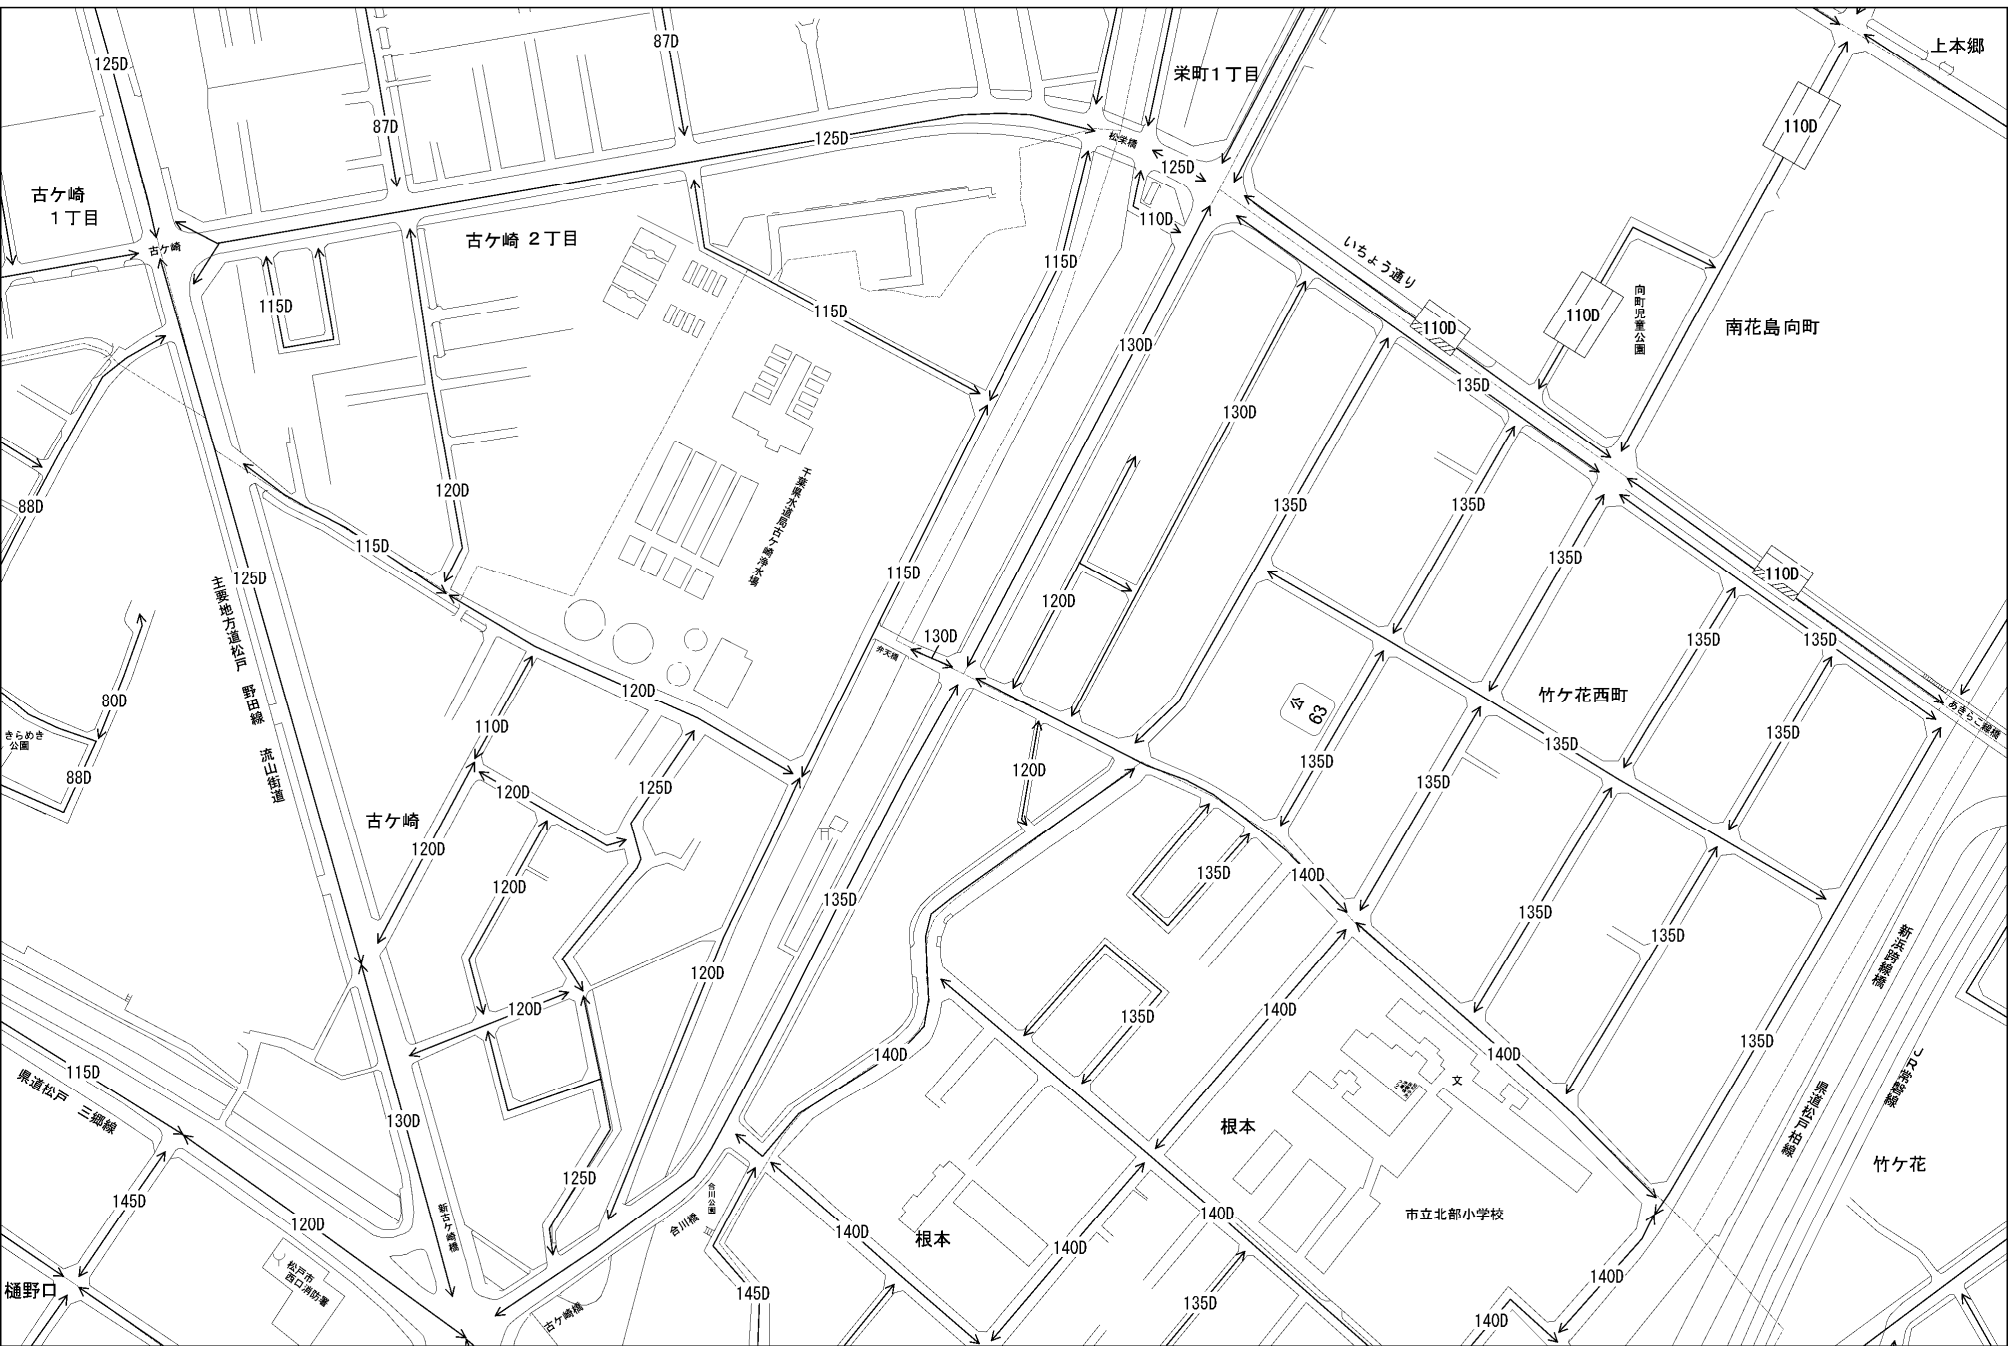 上本郷
87D
125D
栄町1丁目
87D
110D
125D
松栄橋
125D
古ケ崎
1丁目
110D
古ケ崎 2丁目
古ケ崎
いちょう通り
115D
向町児童公園
115D
115D
110D
110D
南花島向町
130D
135D
130D
120D
千葉県水道局古ケ崎浄水場
88D
135D
135D
115D
135D
125D
115D
110D
主要地方道松戸 野田線 流山街道
120D
130D
135D
135D
弁天橋
120D
80D
竹ケ花西町
公
63
110D
あきらご跨線橋
135D
135D
きらめき
公園
88D
120D
135D
125D
135D
120D
古ケ崎
120D
140D
135D
120D
135D
135D
135D
新浜跨線橋
120D
120D
135D
140D
135D
140D
140D
115D
県道松戸 三郷線
文
JR常磐線
県道松戸柏線
130D
根本
竹ケ花
125D
145D
合川公園
新古ケ崎橋
120D
合川橋
140D
140D
市立北部小学校
根本
140D
松戸市
西口消防署
樋野口
140D
145D
135D
古ケ崎橋
140D